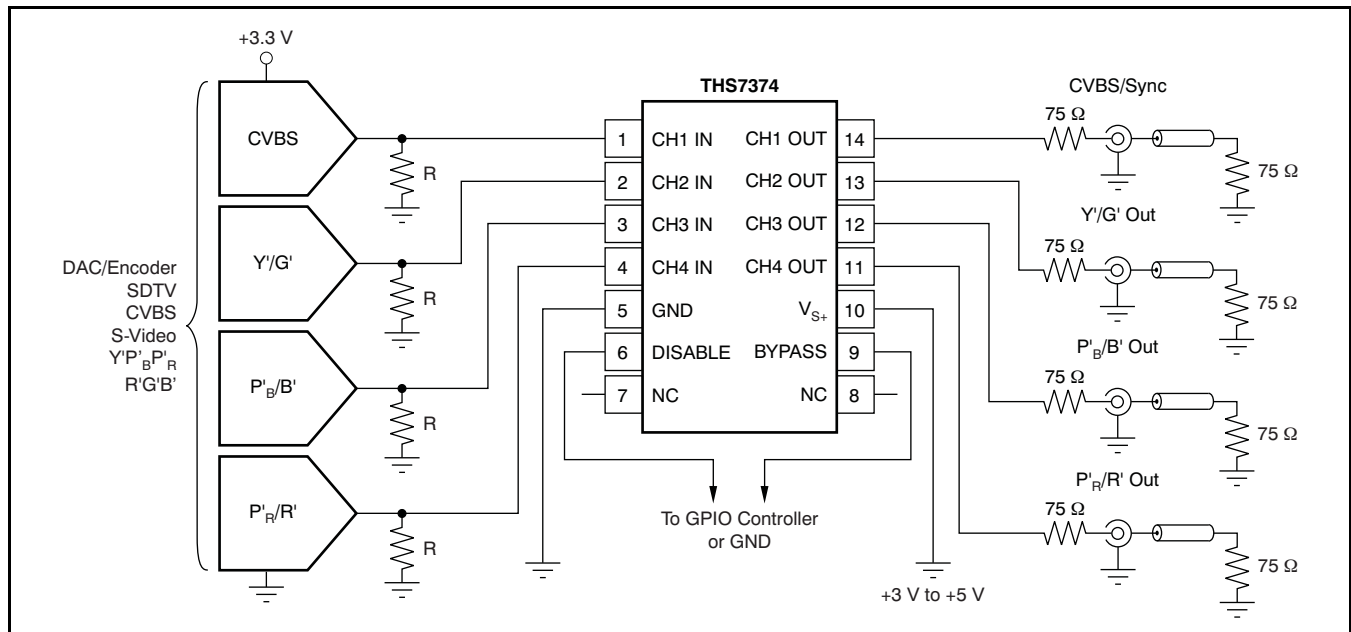 +3.3 V
CVBS
R
Y'/G'
R
P'B/B'
R
P'R/R'
R
DAC/Encoder
SDTV
CVBS
S-Video
Y'P'BP'R
R'G'B'
THS7374
1 CH1 IN CH1 OUT 14
2 CH2 IN CH2 OUT 13
3 CH3 IN CH3 OUT 12
4 CH4 IN CH4 OUT 11
5 GND VS+ 10
6 DISABLE BYPASS 9
7 NC NC 8
To GPIO Controller
or GND
+3 V to +5 V
CVBS/Sync
75 Ω
75 Ω
Y'/G' Out
75 Ω
75 Ω
P'B/B' Out
75 Ω
75 Ω
P'R/R' Out
75 Ω
75 Ω